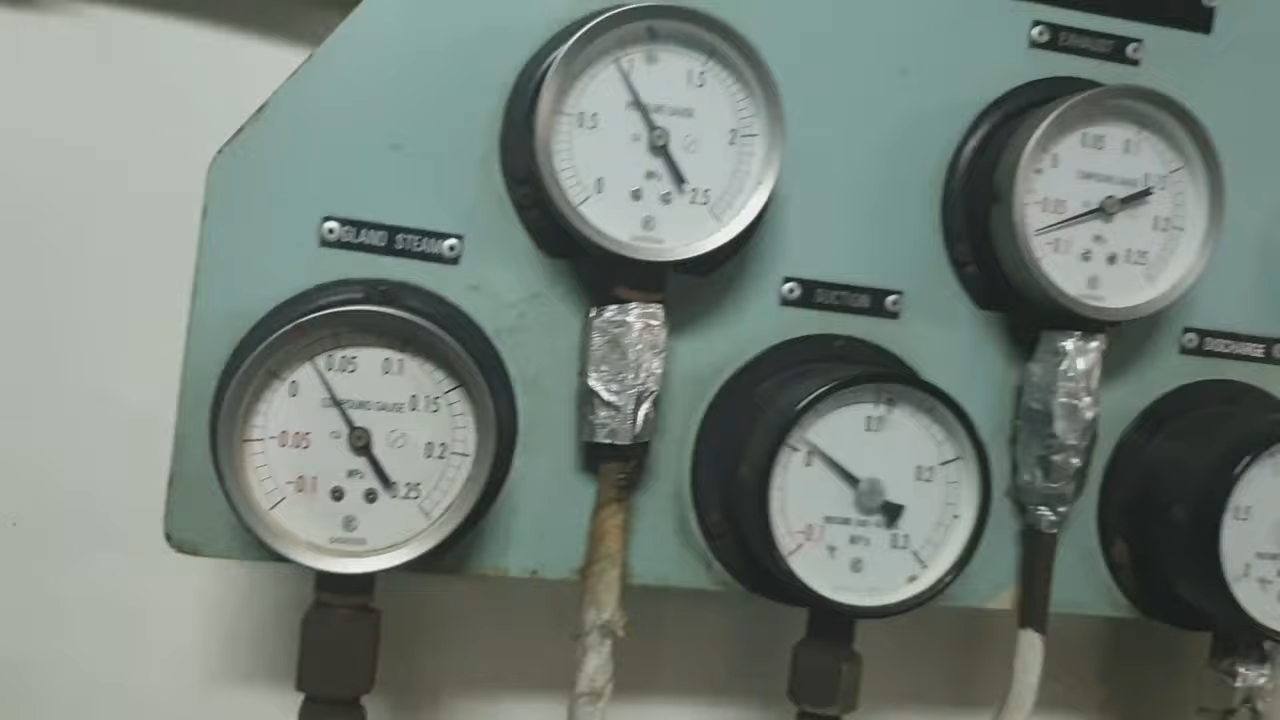 EXHAUST
GLAND STEAM
SUCTION
DISCHARGE
0
0.5
1
1.5
2
2.5
PRESSURE GAUGE
MPa
-0.1
-0.05
0
0.05
0.1
COMPOUND GAUGE
0.2
0.25
MPa
-0.1
-0.05
0
0.05
0.1
0.15
0.2
0.25
COMPOUND GAUGE
MPa
-0.1
0
0.1
0.2
0.3
MPa
0.5